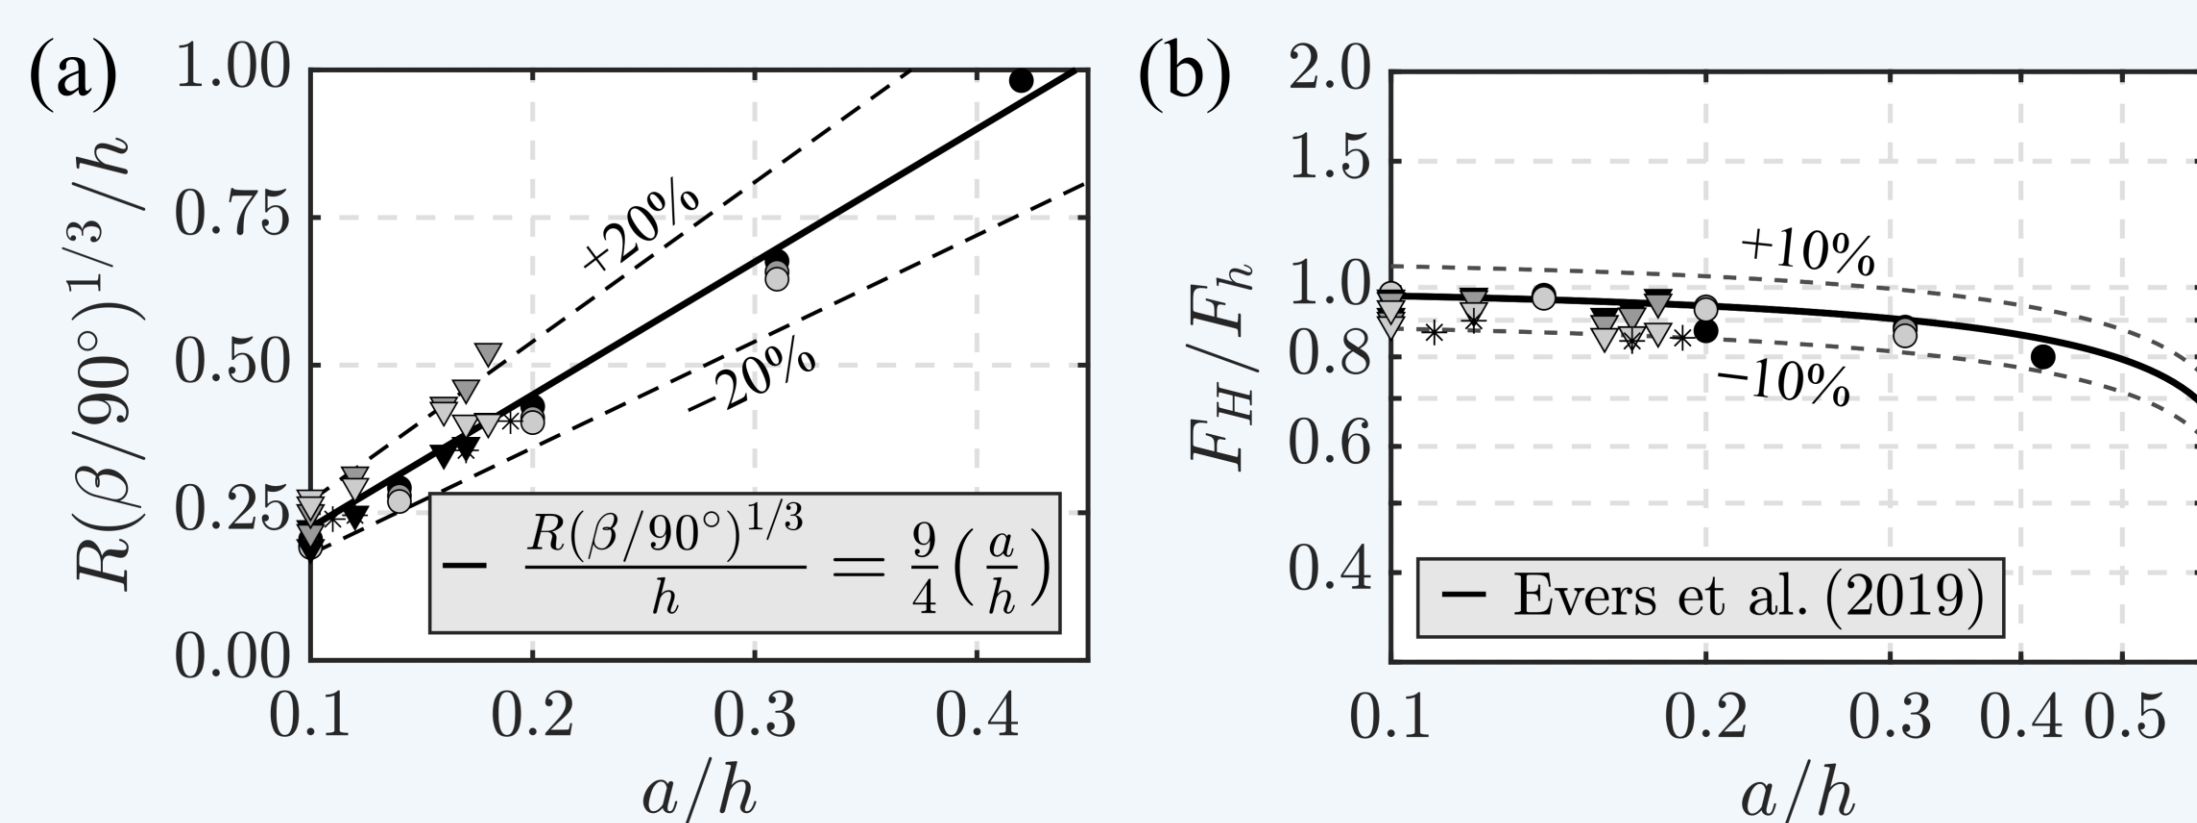 (a)
1.00
0.75
0.50
0.25
0.00
R(β/90°)^{1/3}/h
+20%
−20%
R(β/90°)^{1/3}/h = 9/4 (a/h)
0.1 0.2 0.3 0.4
a/h
(b)
2.0
1.5
1.0
0.8
0.6
0.4
F_H/F_h
+10%
−10%
Evers et al. (2019)
0.1 0.2 0.3 0.4 0.5
a/h